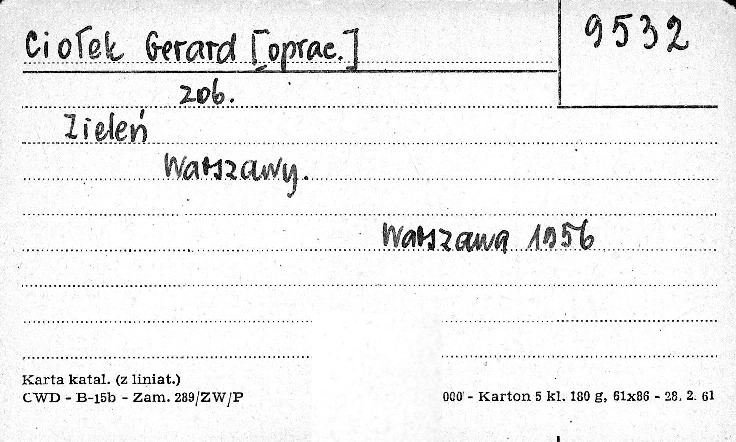 Ciołek Gerard [oprac.]
9532
zob.
Zieleń
Warszawy.
Warszawa 1956
Karta katal. (z liniat.)
CWD - B-15b - Zam. 289/ZW/P
000 - Karton 5 kl. 180 g, 61x86 - 28. 2. 61